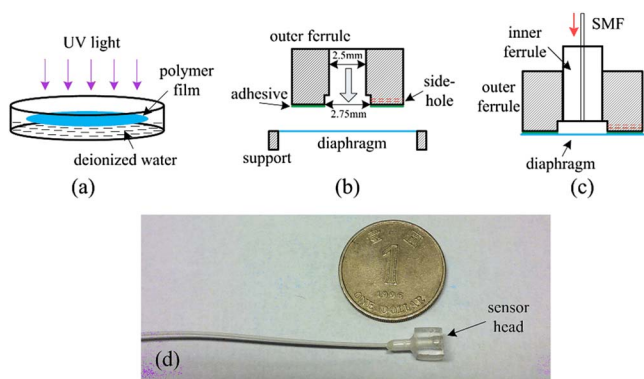 (a)
UV light
polymer
film
deionized water
(b)
outer ferrule
2.5mm
adhesive
side-
hole
2.75mm
diaphragm
support
(c)
SMF
inner
ferrule
outer
ferrule
diaphragm
1
ONE DOLLAR
sensor
head
(d)